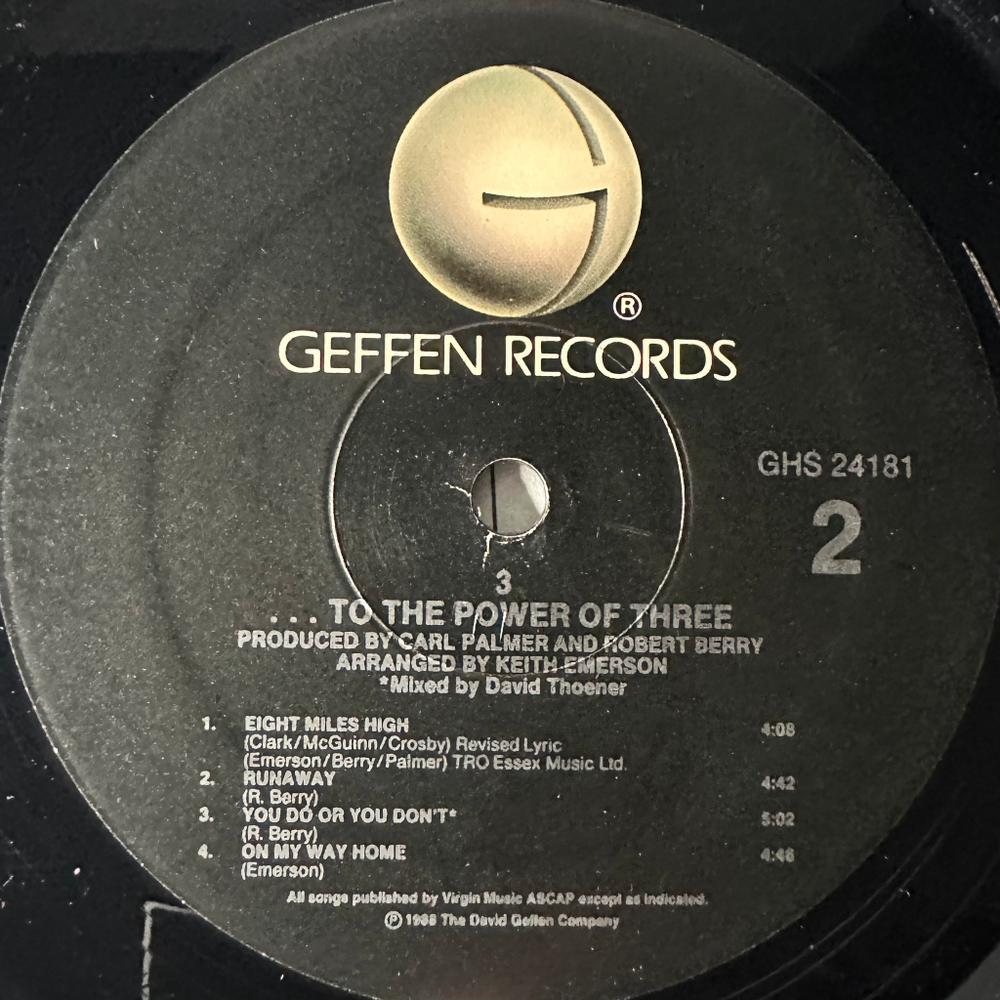 G
®
GEFFEN RECORDS
GHS 24181
2
3
...TO THE POWER OF THREE
PRODUCED BY CARL PALMER AND ROBERT BERRY
ARRANGED BY KEITH EMERSON
*Mixed by David Thoener
1. EIGHT MILES HIGH 4:08
(Clark/McGuinn/Crosby) Revised Lyric
(Emerson/Berry/Palmer) TRO Essex Music Ltd.
2. RUNAWAY 4:42
(R. Berry)
3. YOU DO OR YOU DON'T* 5:02
(R. Berry)
4. ON MY WAY HOME 4:46
(Emerson)
All songs published by Virgin Music ASCAP except as indicated.
℗ 1988 The David Geffen Company